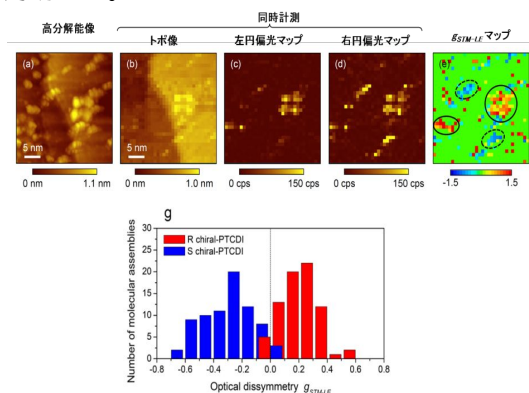 同時計測
高分解能像 トポ像 左円偏光マップ 右円偏光マップ gSTM-LE マップ
(a) (b) (c) (d) (e)
5 nm 5 nm
0 nm 1.1 nm 0 nm 1.0 nm 0 cps 150 cps 0 cps 150 cps -1.5 1.5
g
R chiral-PTCDI
S chiral-PTCDI
Number of molecular assemblies
30
25
20
15
10
5
0
-0.8 -0.6 -0.4 -0.2 0.0 0.2 0.4 0.6 0.8
Optical dissymmetry gSTM-LE